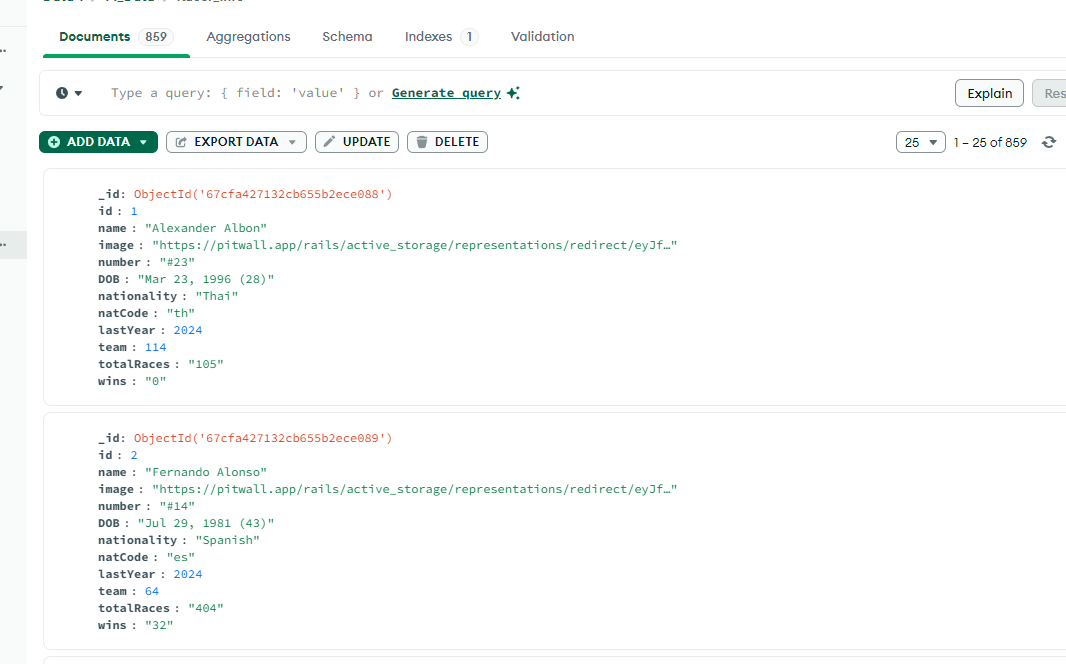 Documents 859 Aggregations Schema Indexes 1 Validation
Type a query: { field: 'value' } or Generate query
Explain
ADD DATA EXPORT DATA UPDATE DELETE 25 1 – 25 of 859
_id: ObjectId('67cfa427132cb655b2ece088')
id : 1
name : "Alexander Albon"
image : "https://pitwall.app/rails/active_storage/representations/redirect/eyJf…"
number : "#23"
DOB : "Mar 23, 1996 (28)"
nationality : "Thai"
natCode : "th"
lastYear : 2024
team : 114
totalRaces : "105"
wins : "0"
_id: ObjectId('67cfa427132cb655b2ece089')
id : 2
name : "Fernando Alonso"
image : "https://pitwall.app/rails/active_storage/representations/redirect/eyJf…"
number : "#14"
DOB : "Jul 29, 1981 (43)"
nationality : "Spanish"
natCode : "es"
lastYear : 2024
team : 64
totalRaces : "404"
wins : "32"